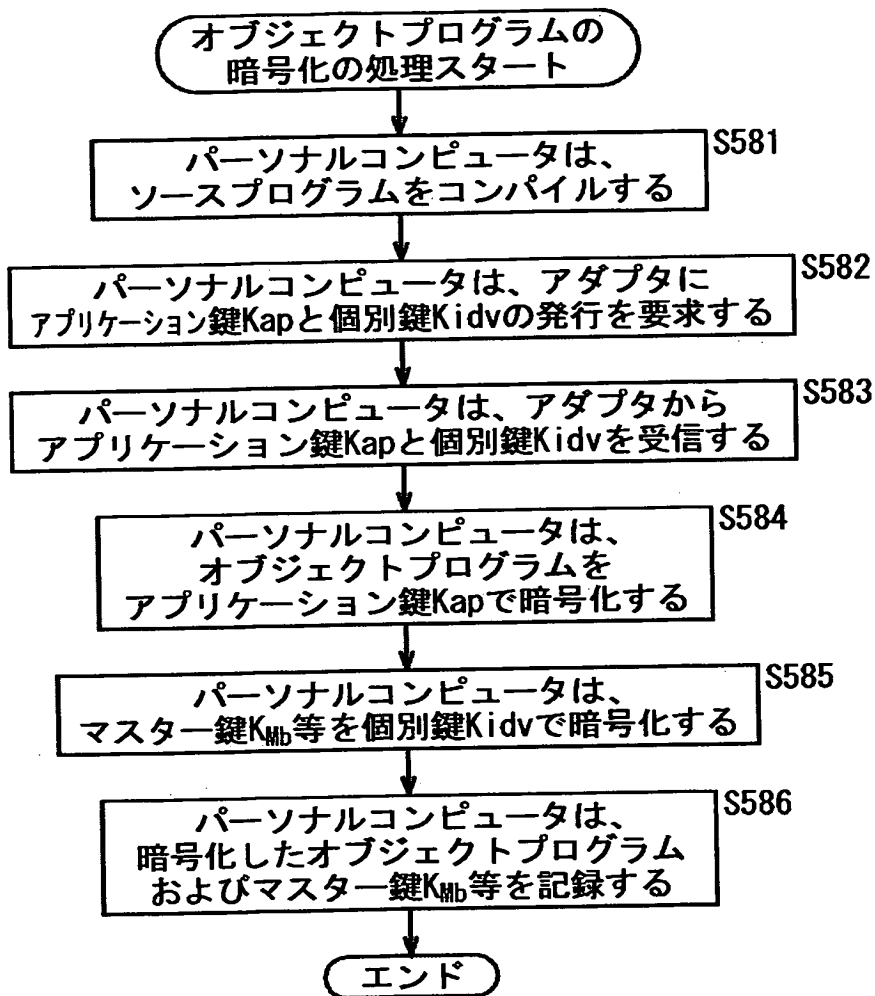 オブジェクトプログラムの
暗号化の処理スタート
S581
パーソナルコンピュータは、
ソースプログラムをコンパイルする
S582
パーソナルコンピュータは、アダプタに
アプリケーション鍵Kapと個別鍵Kidvの発行を要求する
S583
パーソナルコンピュータは、アダプタから
アプリケーション鍵Kapと個別鍵Kidvを受信する
S584
パーソナルコンピュータは、
オブジェクトプログラムを
アプリケーション鍵Kapで暗号化する
S585
パーソナルコンピュータは、
マスター鍵KMb等を個別鍵Kidvで暗号化する
S586
パーソナルコンピュータは、
暗号化したオブジェクトプログラム
およびマスター鍵KMb等を記録する
エンド